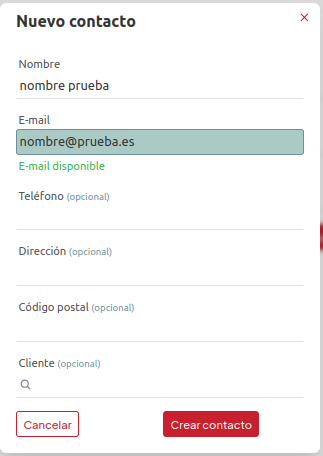 Nuevo contacto
Nombre
nombre prueba
E-mail
nombre@prueba.es
E-mail disponible
Teléfono (opcional)
Dirección (opcional)
Código postal (opcional)
Cliente (opcional)
Cancelar
Crear contacto